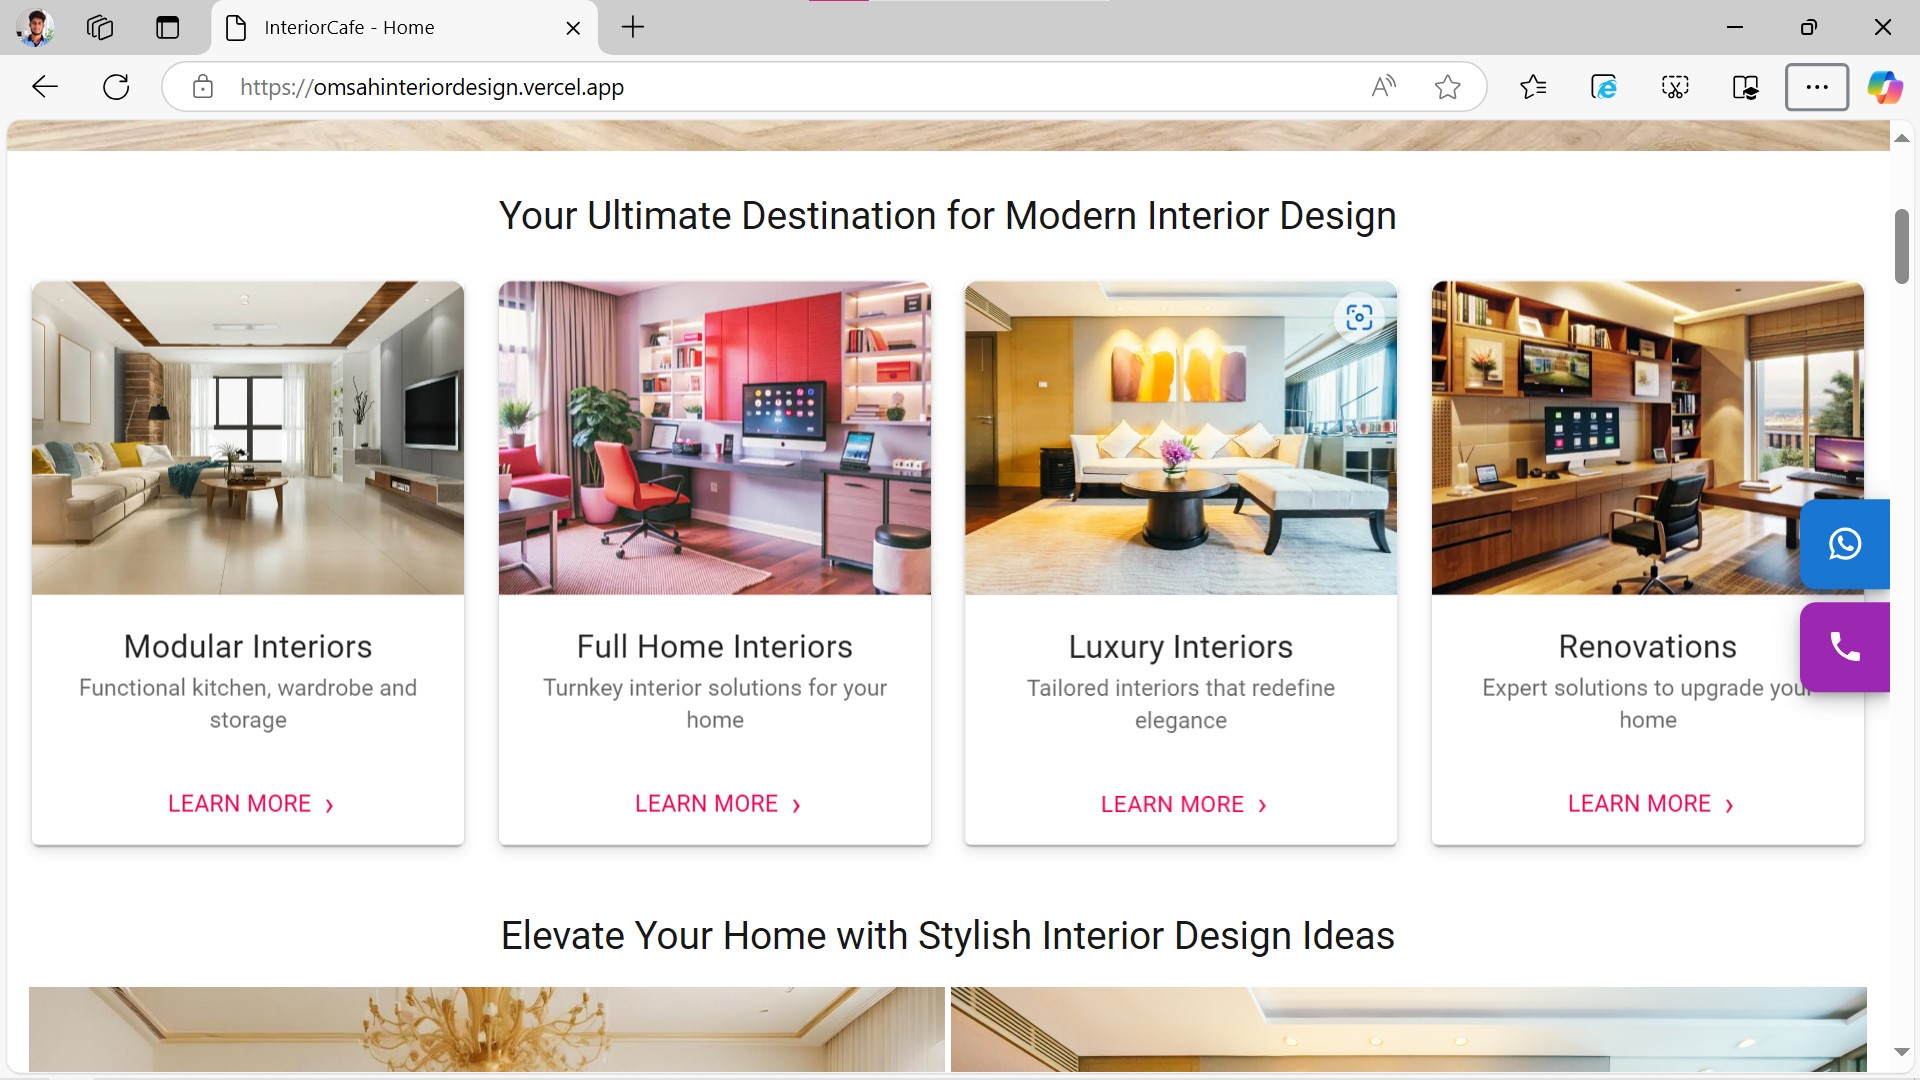 InteriorCafe - Home
https://omsahinteriordesign.vercel.app
Your Ultimate Destination for Modern Interior Design
Modular Interiors
Functional kitchen, wardrobe and
storage
LEARN MORE ›
Full Home Interiors
Turnkey interior solutions for your
home
LEARN MORE ›
Luxury Interiors
Tailored interiors that redefine
elegance
LEARN MORE ›
Renovations
Expert solutions to upgrade your
home
LEARN MORE ›
Elevate Your Home with Stylish Interior Design Ideas